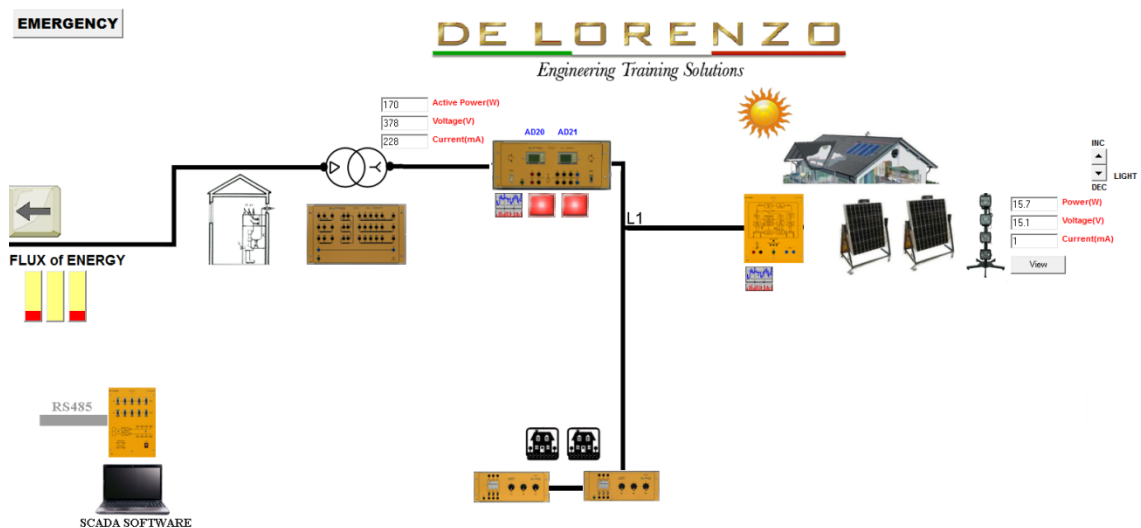 EMERGENCY
DE LORENZO
Engineering Training Solutions
170 Active Power(W)
378 Voltage(V)
228 Current(mA)
AD20 AD21
INC
LIGHT
DEC
L1
15.7 Power(W)
15.1 Voltage(V)
1 Current(mA)
View
FLUX of ENERGY
RS485
SCADA SOFTWARE